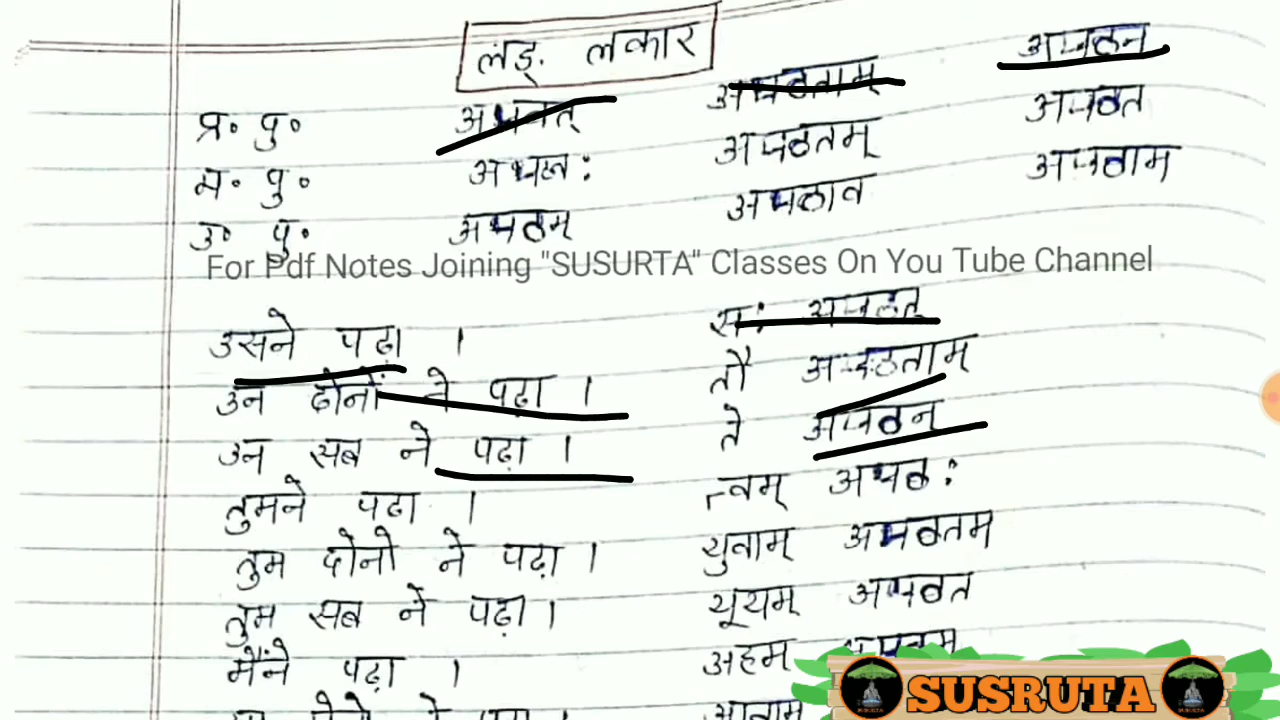 लङ् लकार
प्र० पु० अपठत् अपठताम् अपठन्
म० पु० अपठः अपठतम् अपठत
उ० पु० अपठम् अपठाव अपठाम
For Pdf Notes Joining "SUSURTA" Classes On You Tube Channel
उसने पढ़ा । सः अपठत्
उन दोनों ने पढ़ा । तौ अपठताम्
उन सब ने पढ़ा । ते अपठन्
तुमने पढा । त्वम् अपठः
तुम दोनो ने पढ़ा । युवाम् अपठतम
तुम सब ने पढ़ा । यूयम् अपठत
मैंने पढ़ा । अहम्
SUSRUTA